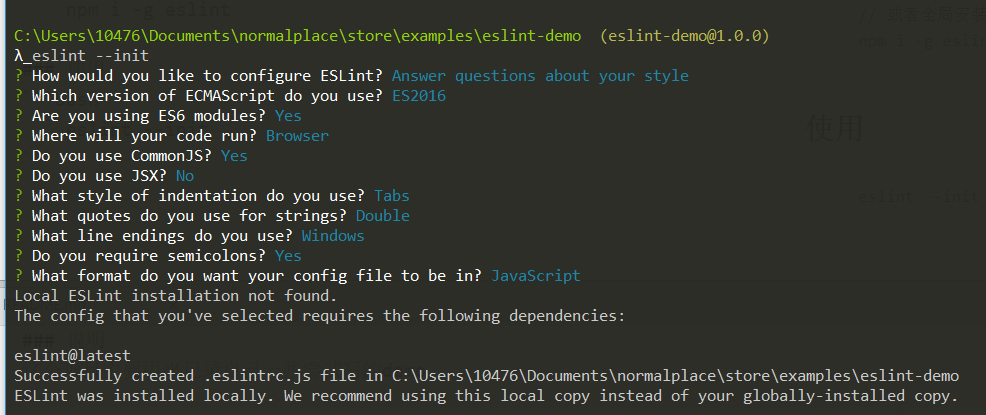 npm i -g eslint
C:\Users\10476\Documents\normalplace\store\examples\eslint-demo  (eslint-demo@1.0.0)
λ_eslint --init
? How would you like to configure ESLint? Answer questions about your style
? Which version of ECMAScript do you use? ES2016
? Are you using ES6 modules? Yes
? Where will your code run? Browser
? Do you use CommonJS? Yes
? Do you use JSX? No
使用
? What style of indentation do you use? Tabs
? What quotes do you use for strings? Double
? What line endings do you use? Windows
? Do you require semicolons? Yes
? What format do you want your config file to be in? JavaScript
Local ESLint installation not found.
The config that you've selected requires the following dependencies:
###
eslint@latest
Successfully created .eslintrc.js file in C:\Users\10476\Documents\normalplace\store\examples\eslint-demo
ESLint was installed locally. We recommend using this local copy instead of your globally-installed copy.